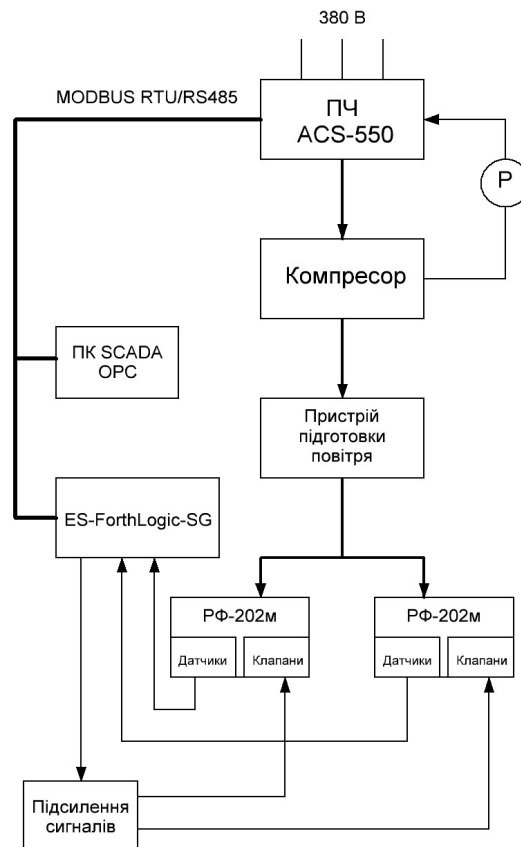 380 В
MODBUS RTU/RS485
ПЧ
ACS-550
P
Компресор
ПК SCADA
OPC
Пристрій
підготовки
повітря
ES-ForthLogic-SG
РФ-202м
РФ-202м
Датчики
Клапани
Датчики
Клапани
Підсилення
сигналів